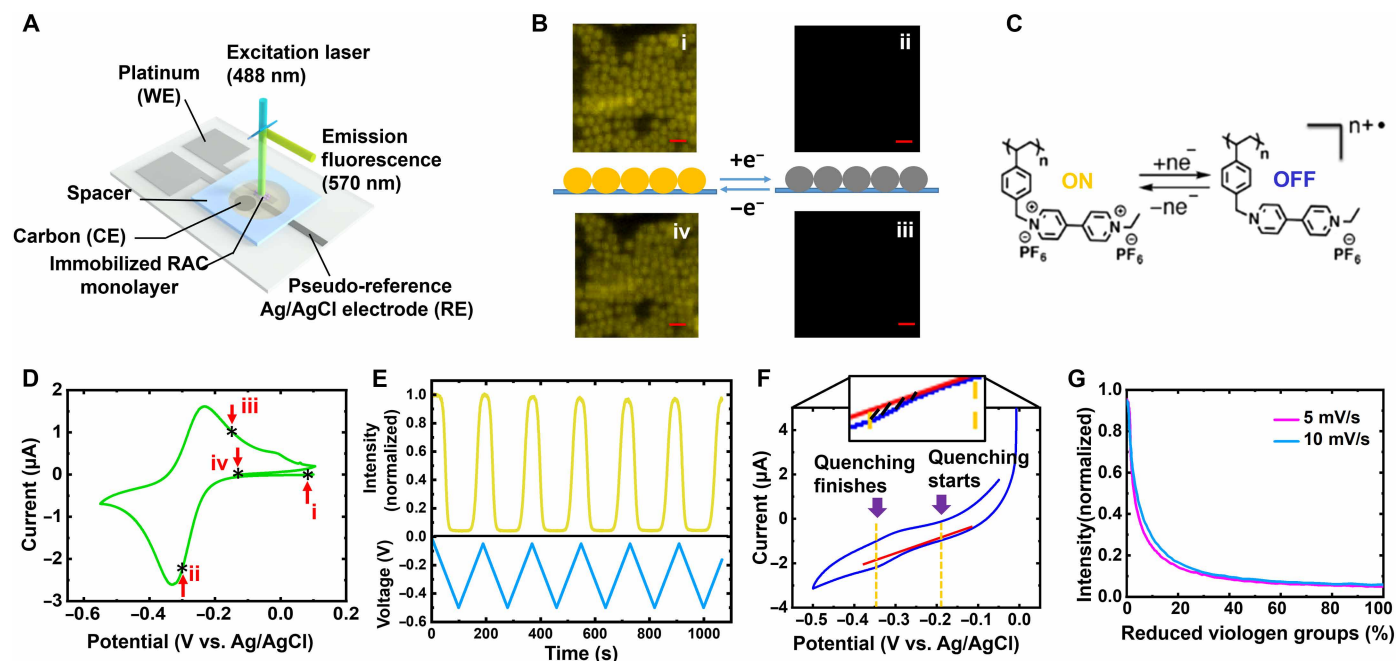 A
Excitation laser
(488 nm)
Platinum
(WE)
Emission
fluorescence
(570 nm)
Spacer
Carbon (CE)
Immobilized RAC
monolayer
Pseudo-reference
Ag/AgCl electrode (RE)
B
i
ii
+e⁻
−e⁻
iv
iii
C
n+•
n
ON
+ne⁻
−ne⁻
n
OFF
N
N
PF₆
PF₆
N
N
PF₆
D
2
1
0
−1
−2
−3
Current (µA)
iii
iv
i
ii
−0.6
−0.4
−0.2
0.0
0.2
Potential (V vs. Ag/AgCl)
E
1.0
0.8
0.6
0.4
0.2
0.0
−0.2
−0.4
−0.6
Intensity
(normalized)
Voltage (V)
0
200
400
600
800
1000
Time (s)
F
4
2
0
−2
−4
Current (µA)
Quenching
finishes
Quenching
starts
−0.5
−0.4
−0.3
−0.2
−0.1
0.0
Potential (V vs. Ag/AgCl)
G
1.0
0.8
0.6
0.4
0.2
0.0
Intensity(normalized)
5 mV/s
10 mV/s
0
20
40
60
80
100
Reduced viologen groups (%)